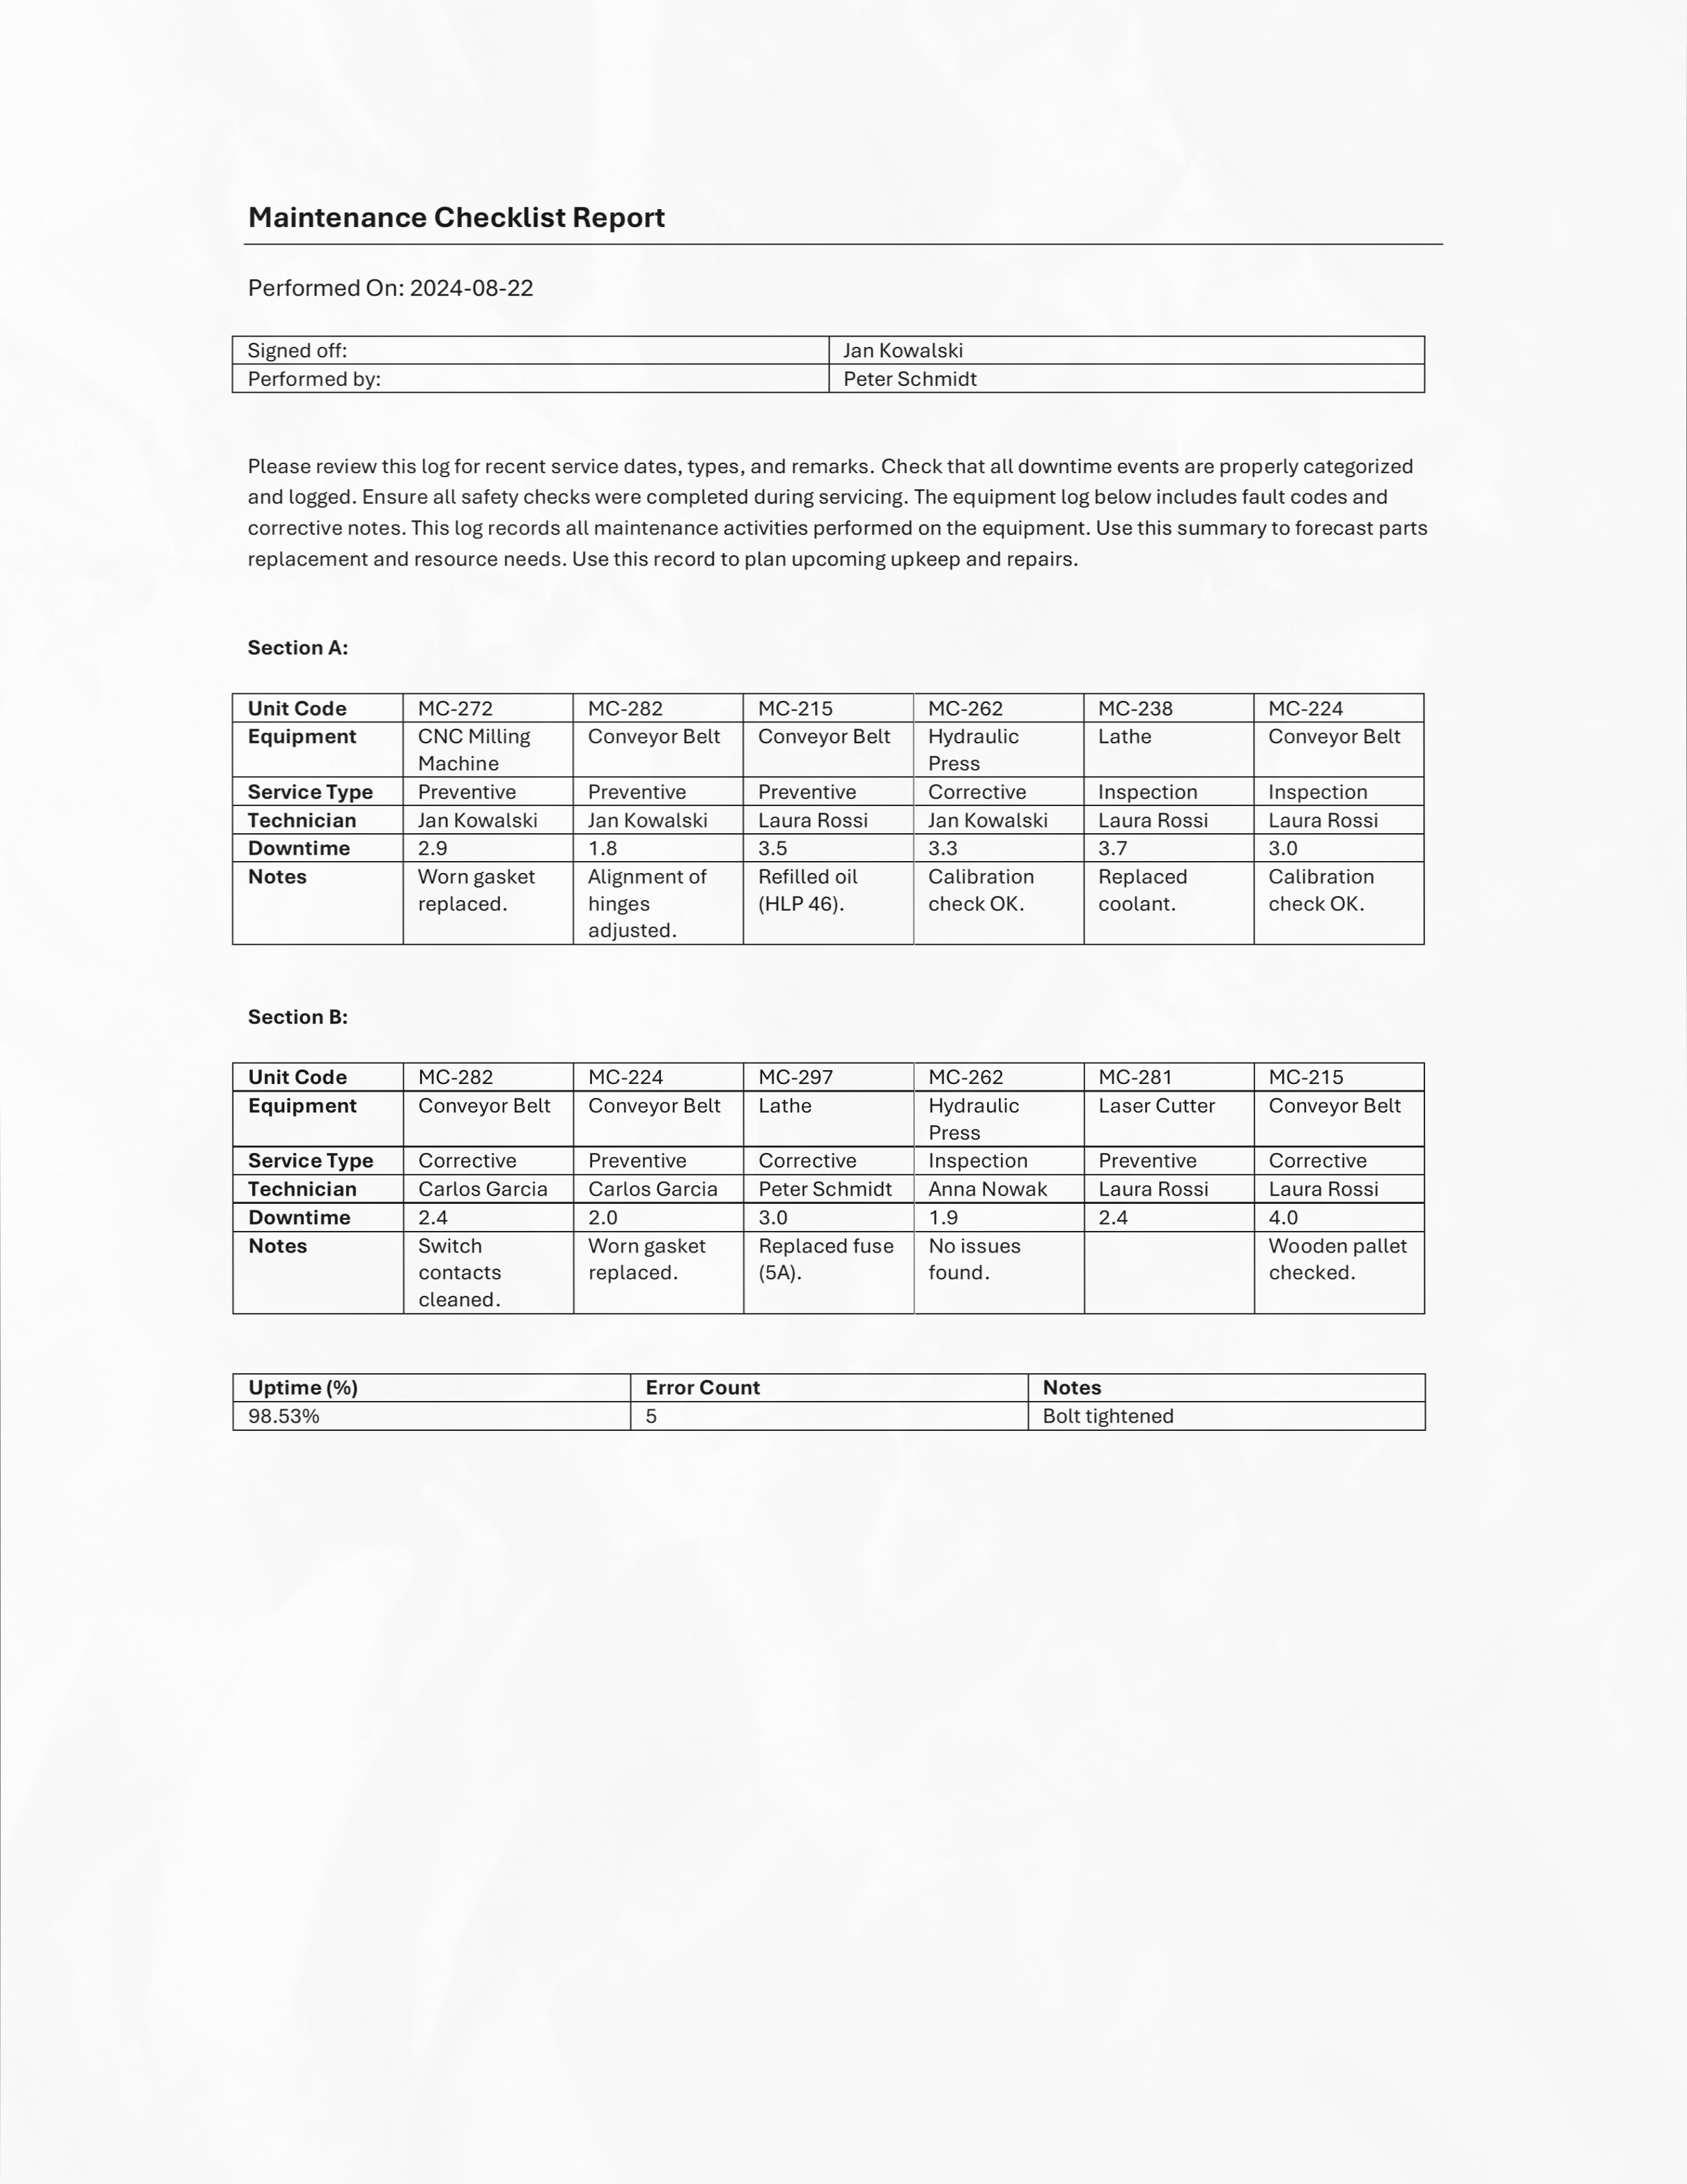 Maintenance Checklist Report
Performed On: 2024-08-22
Signed off: Jan Kowalski
Performed by: Peter Schmidt
Please review this log for recent service dates, types, and remarks. Check that all downtime events are properly categorized
and logged. Ensure all safety checks were completed during servicing. The equipment log below includes fault codes and
corrective notes. This log records all maintenance activities performed on the equipment. Use this summary to forecast parts
replacement and resource needs. Use this record to plan upcoming upkeep and repairs.
Section A:
Unit Code MC-272 MC-282 MC-215 MC-262 MC-238 MC-224
Equipment CNC Milling Conveyor Belt Conveyor Belt Hydraulic Lathe Conveyor Belt
Machine Press
Service Type Preventive Preventive Preventive Corrective Inspection Inspection
Technician Jan Kowalski Jan Kowalski Laura Rossi Jan Kowalski Laura Rossi Laura Rossi
Downtime 2.9 1.8 3.5 3.3 3.7 3.0
Notes Worn gasket Alignment of Refilled oil Calibration Replaced Calibration
replaced. hinges (HLP 46). check OK. coolant. check OK.
adjusted.
Section B:
Unit Code MC-282 MC-224 MC-297 MC-262 MC-281 MC-215
Equipment Conveyor Belt Conveyor Belt Lathe Hydraulic Laser Cutter Conveyor Belt
Press
Service Type Corrective Preventive Corrective Inspection Preventive Corrective
Technician Carlos Garcia Carlos Garcia Peter Schmidt Anna Nowak Laura Rossi Laura Rossi
Downtime 2.4 2.0 3.0 1.9 2.4 4.0
Notes Switch Worn gasket Replaced fuse No issues Wooden pallet
contacts replaced. (5A). found. checked.
cleaned.
Uptime (%) Error Count Notes
98.53% 5 Bolt tightened